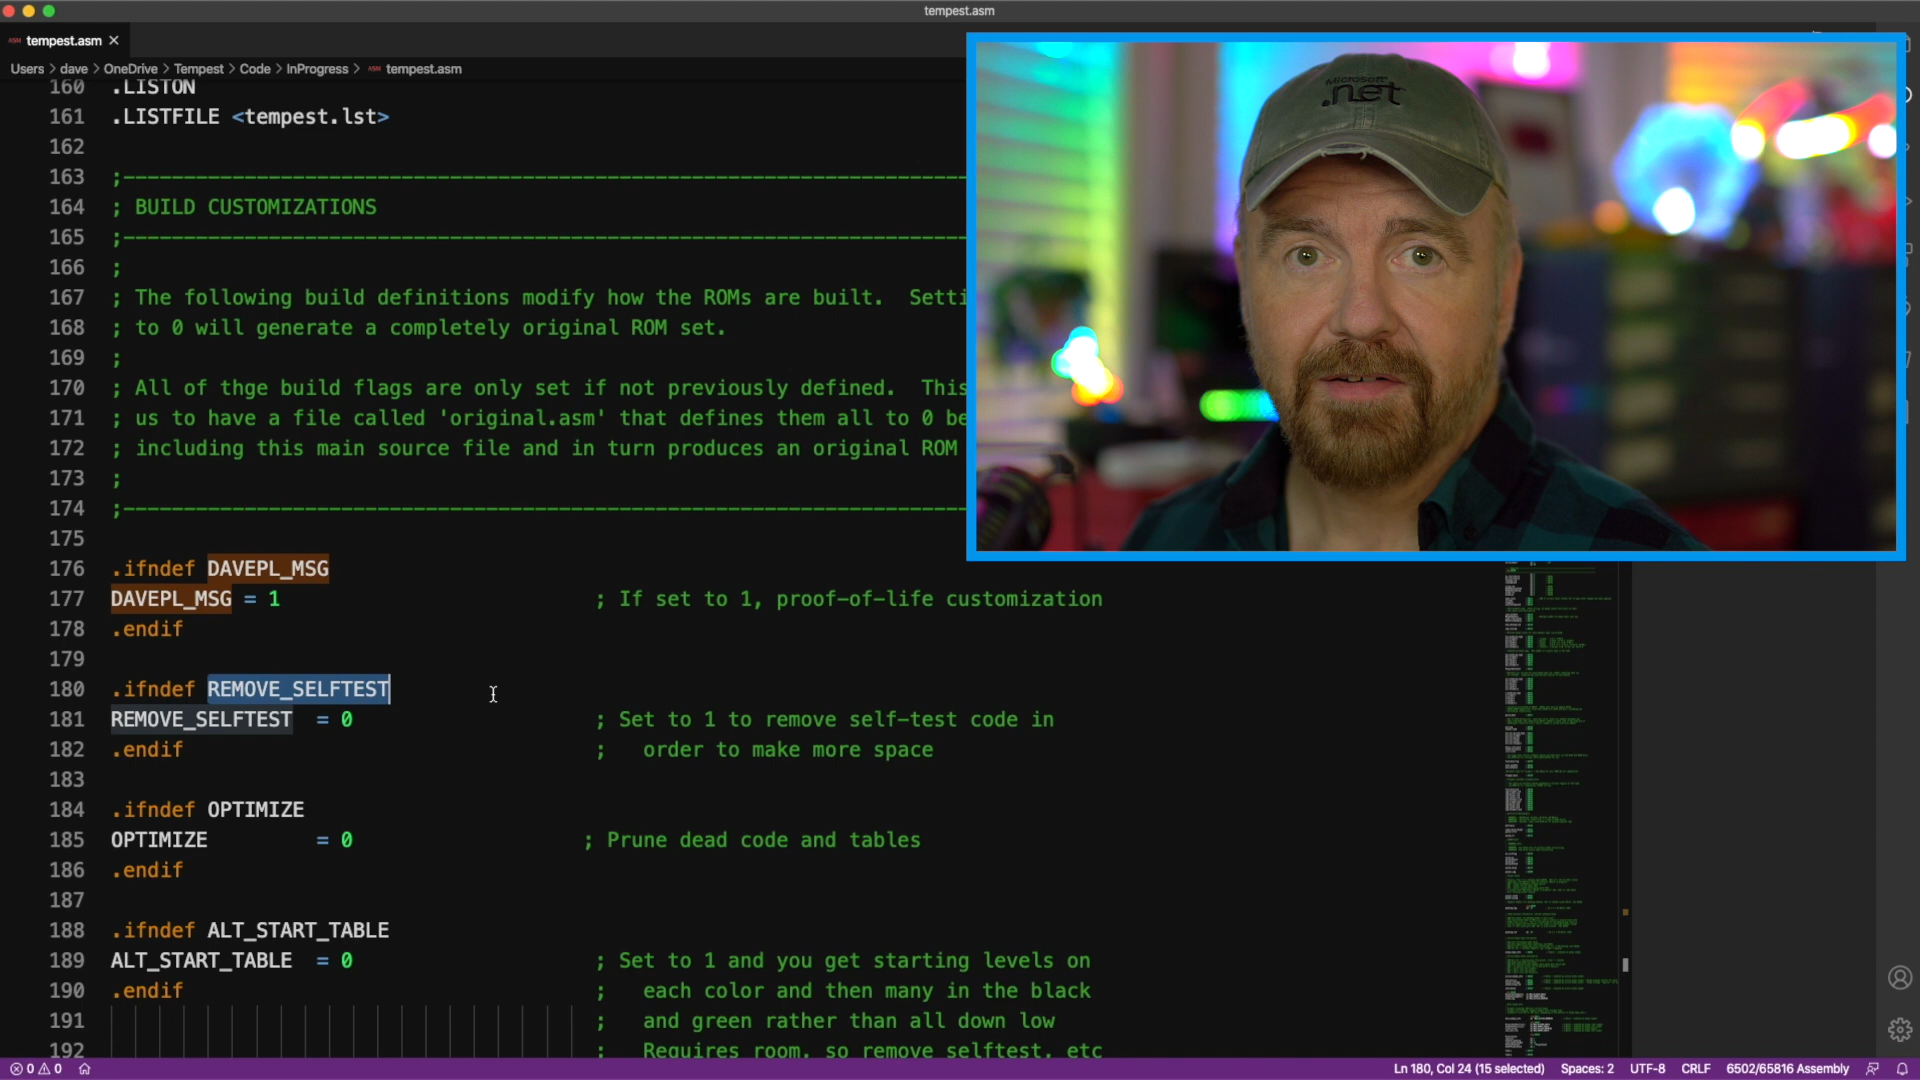 tempest.asm
ASM tempest.asm ×
Users > dave > OneDrive > Tempest > Code > InProgress > ASM tempest.asm
160 .LISTON
161 .LISTFILE <tempest.lst>
162
163 ;
164 ; BUILD CUSTOMIZATIONS
165 ;
166 ;
167 ; The following build definitions modify how the ROMs are built. Setti
168 ; to 0 will generate a completely original ROM set.
169 ;
170 ; All of thge build flags are only set if not previously defined. This
171 ; us to have a file called 'original.asm' that defines them all to 0 be
172 ; including this main source file and in turn produces an original ROM
173 ;
174 ;
175
176 .ifndef DAVEPL_MSG
177 DAVEPL_MSG = 1 ; If set to 1, proof-of-life customization
178 .endif
179
180 .ifndef REMOVE_SELFTEST
181 REMOVE_SELFTEST = 0 ; Set to 1 to remove self-test code in
182 .endif ; order to make more space
183
184 .ifndef OPTIMIZE
185 OPTIMIZE = 0 ; Prune dead code and tables
186 .endif
187
188 .ifndef ALT_START_TABLE
189 ALT_START_TABLE = 0 ; Set to 1 and you get starting levels on
190 .endif ; each color and then many in the black
191 ; and green rather than all down low
192 ; Requires room, so remove selftest, etc
Microsoft
.net
0 0 Ln 180, Col 24 (15 selected) Spaces: 2 UTF-8 CRLF 6502/65816 Assembly